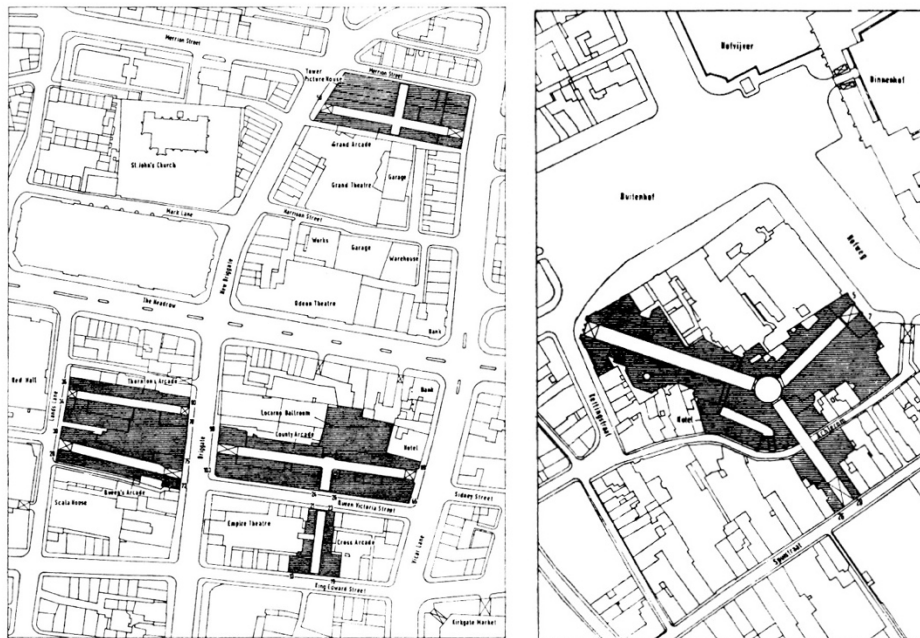 Merrion Street
Tower
Picture House
Merrion Street
St. John's Church
Grand Arcade
Grand Theatre
Garage
Mark Lane
Harrison Street
Works
Garage
Warehouse
New Briggate
The Headrow
Odeon Theatre
Bank
Red Hall
Thornton's Arcade
Lands Lane
Bank
Locarno Ballroom
County Arcade
Hotel
Briggate
Queen's Arcade
Scala House
Queen Victoria Street
Sidney Street
Empire Theatre
Cross Arcade
Vicar Lane
King Edward Street
Kirkgate Market
Hofvijver
Binnenhof
Buitenhof
Hofweg
Hotel
Spuistraat